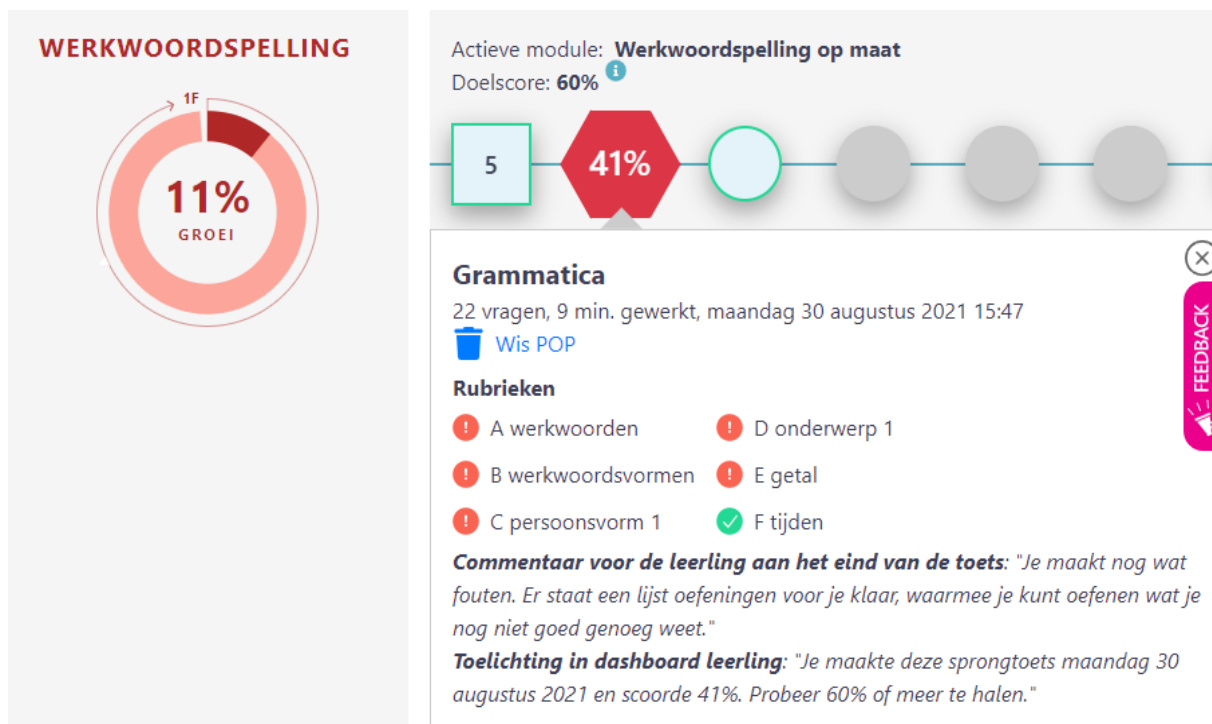 WERKWOORDSPELLING
1F
11%
GROEI
Actieve module: Werkwoordspelling op maat
Doelscore: 60%
5
41%
Grammatica
22 vragen, 9 min. gewerkt, maandag 30 augustus 2021 15:47
Wis POP
Rubrieken
A werkwoorden
D onderwerp 1
B werkwoordsvormen
E getal
C persoonsvorm 1
F tijden
Commentaar voor de leerling aan het eind van de toets: "Je maakt nog wat
fouten. Er staat een lijst oefeningen voor je klaar, waarmee je kunt oefenen wat je
nog niet goed genoeg weet."
Toelichting in dashboard leerling: "Je maakte deze sprongtoets maandag 30
augustus 2021 en scoorde 41%. Probeer 60% of meer te halen."
FEEDBACK